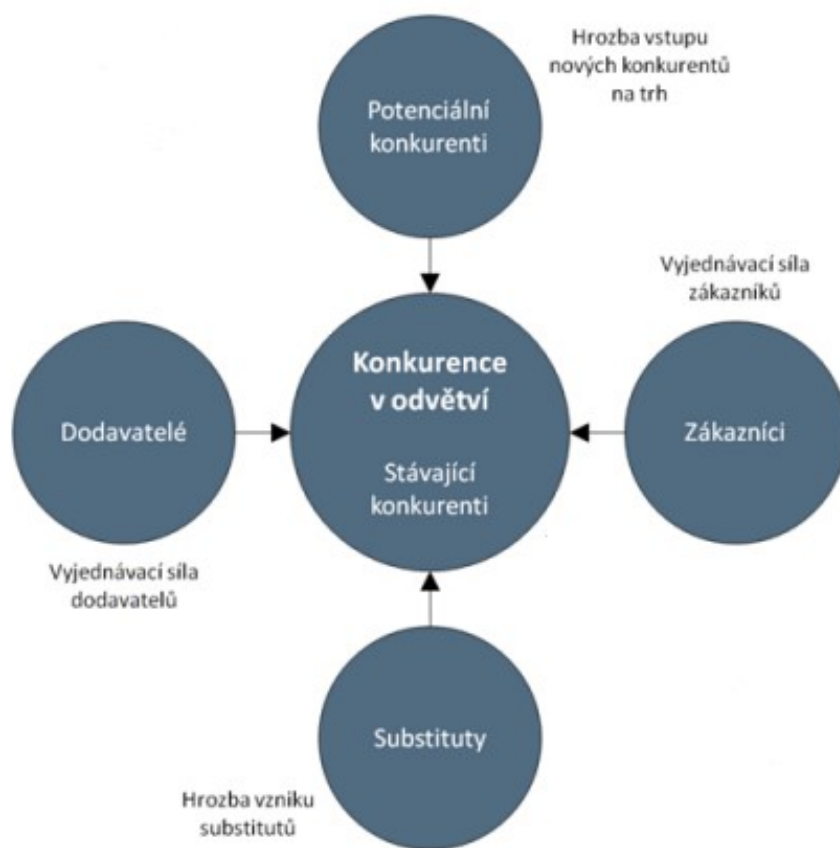 Hrozba vstupu
nových konkurentů
na trh
Potenciální
konkurenti
Vyjednávací síla
zákazníků
Konkurence
v odvětví
Dodavatelé
Zákazníci
Stávající
konkurenti
Vyjednávací síla
dodavatelů
Substituty
Hrozba vzniku
substitutů